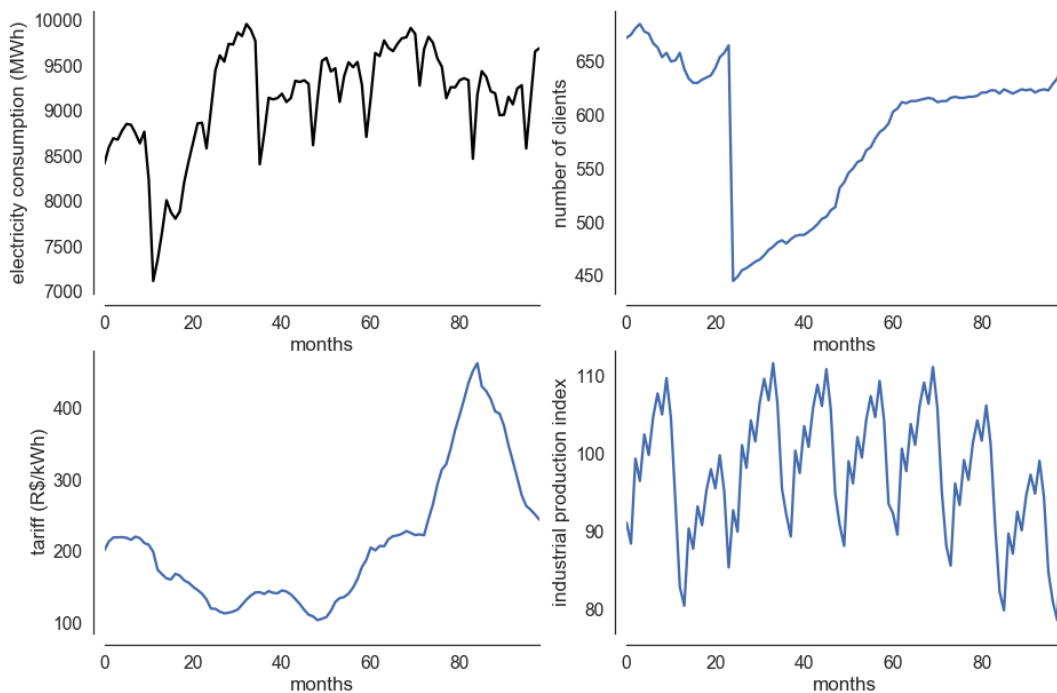 electricity consumption (MWh)
10000
9500
9000
8500
8000
7500
7000
0 20 40 60 80
months
number of clients
650
600
550
500
450
0 20 40 60 80
months
tariff (R$/kWh)
400
300
200
100
0 20 40 60 80
months
industrial production index
110
100
90
80
0 20 40 60 80
months